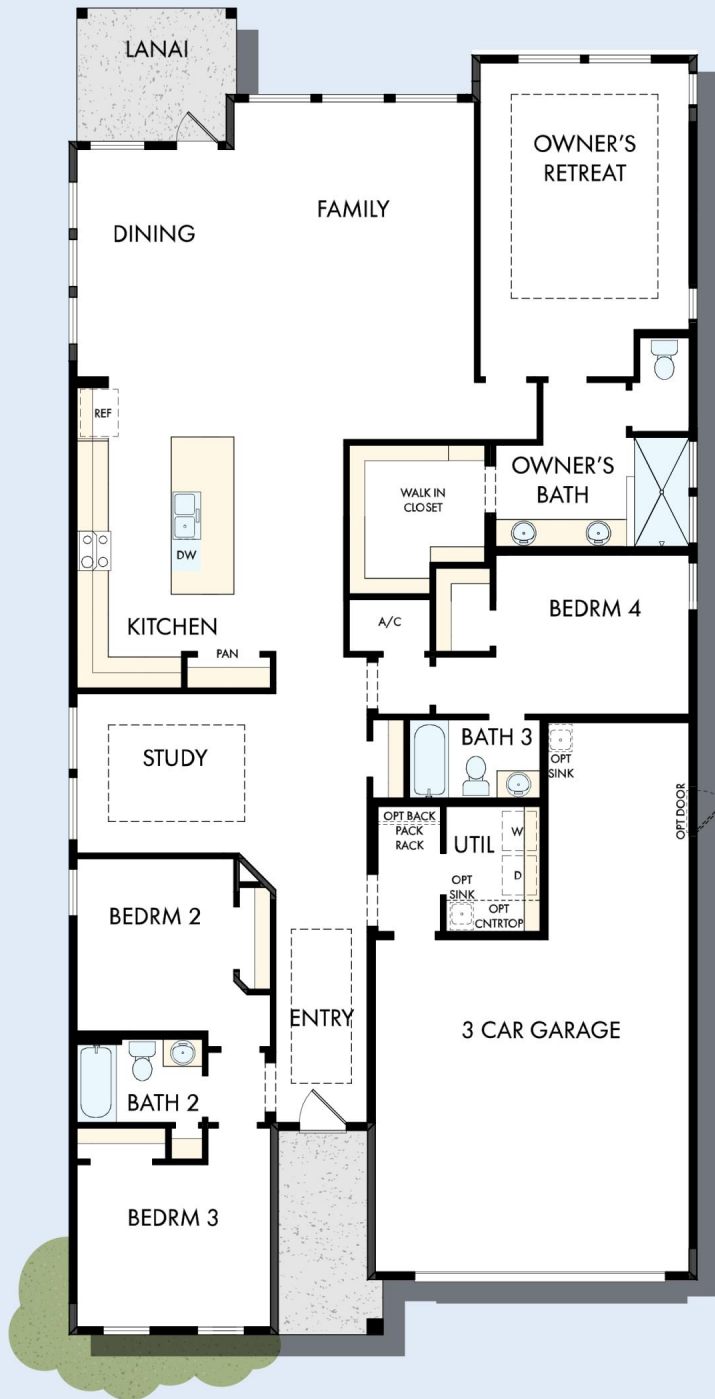 LANAI
OWNER'S
RETREAT
FAMILY
DINING
REF
OWNER'S
BATH
WALK IN
CLOSET
DW
KITCHEN
PAN
A/C
BEDRM 4
STUDY
BATH 3
OPT
SINK
OPT DOOR
OPT BACK
PACK
RACK
UTIL
W
D
OPT
SINK
OPT
CNTRTOP
BEDRM 2
ENTRY
3 CAR GARAGE
BATH 2
BEDRM 3